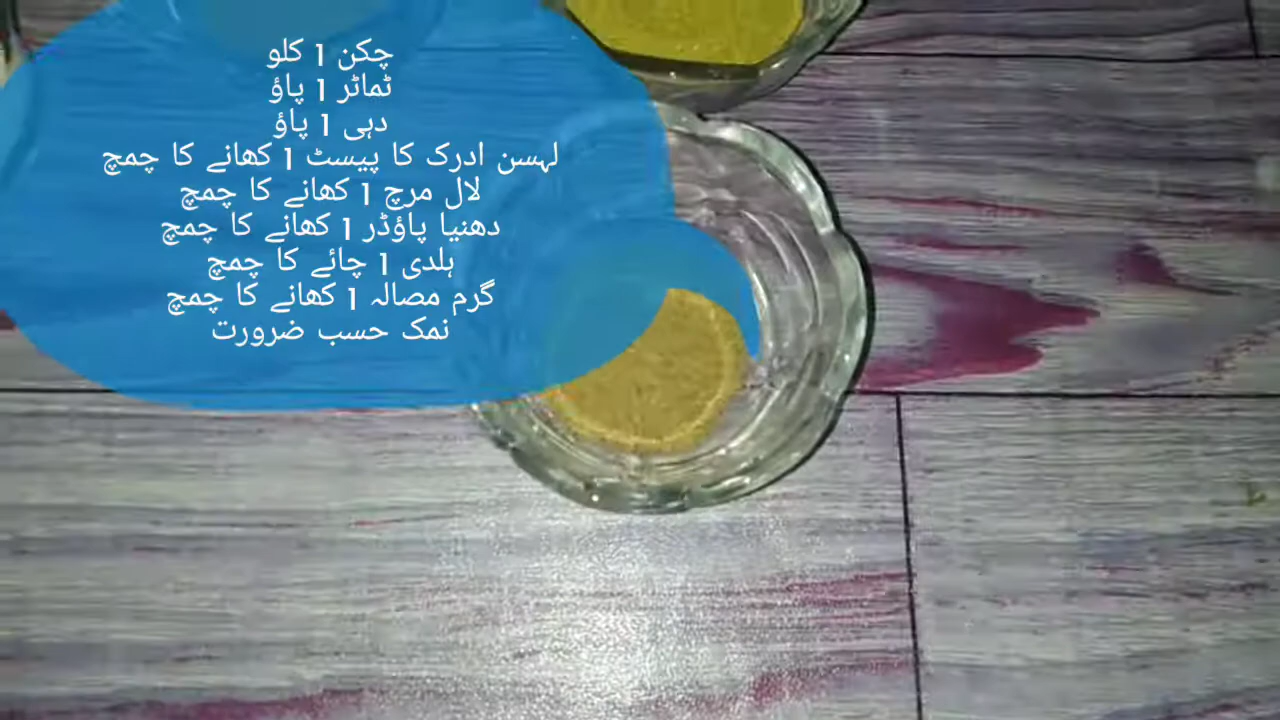 چکن 1 کلو
ٹماٹر 1 پاؤ
دہی 1 پاؤ
لہسن ادرک کا پیسٹ 1 کھانے کا چمچ
لال مرچ 1 کھانے کا چمچ
دھنیا پاؤڈر 1 کھانے کا چمچ
ہلدی 1 چائے کا چمچ
گرم مصالہ 1 کھانے کا چمچ
نمک حسب ضرورت